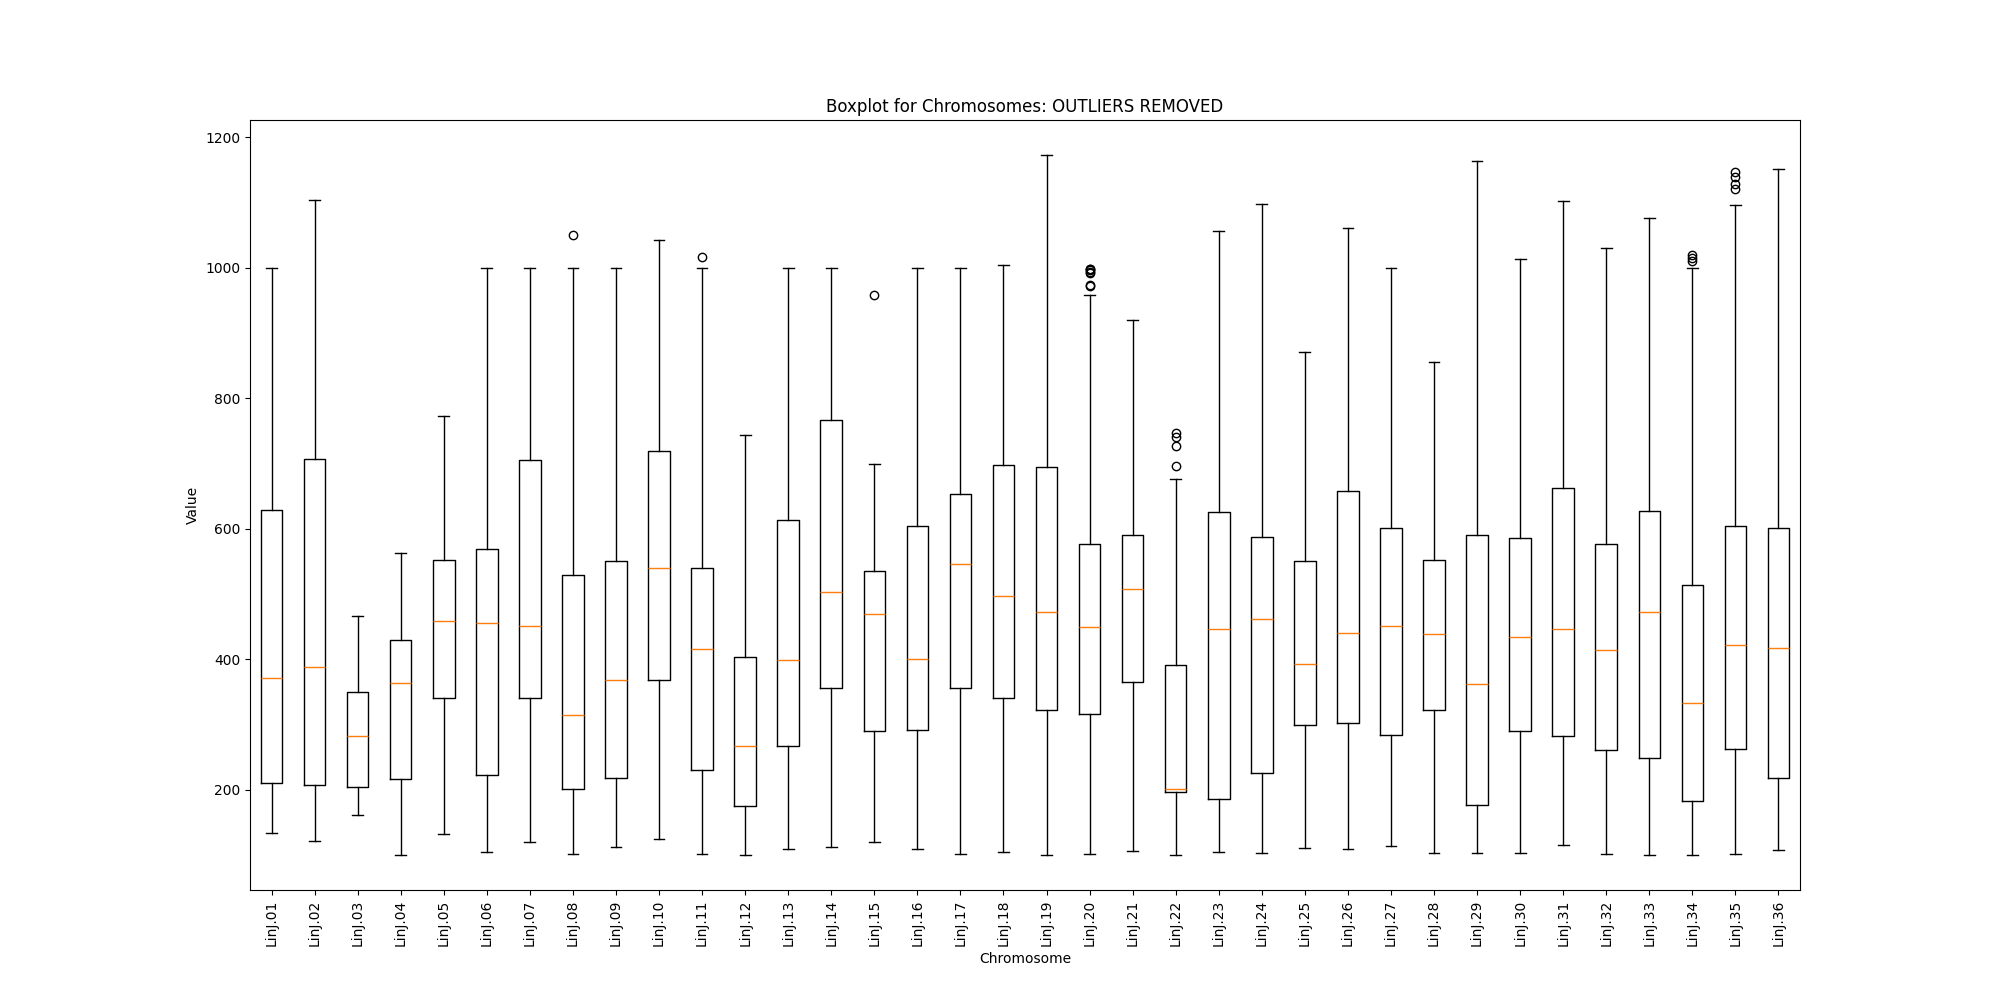 Boxplot for Chromosomes: OUTLIERS REMOVED
1200
1000
800
600
400
200
Value
LinJ.01
LinJ.02
LinJ.03
LinJ.04
LinJ.05
LinJ.06
LinJ.07
LinJ.08
LinJ.09
LinJ.10
LinJ.11
LinJ.12
LinJ.13
LinJ.14
LinJ.15
LinJ.16
LinJ.17
LinJ.18
LinJ.19
LinJ.20
LinJ.21
LinJ.22
LinJ.23
LinJ.24
LinJ.25
LinJ.26
LinJ.27
LinJ.28
LinJ.29
LinJ.30
LinJ.31
LinJ.32
LinJ.33
LinJ.34
LinJ.35
LinJ.36
Chromosome